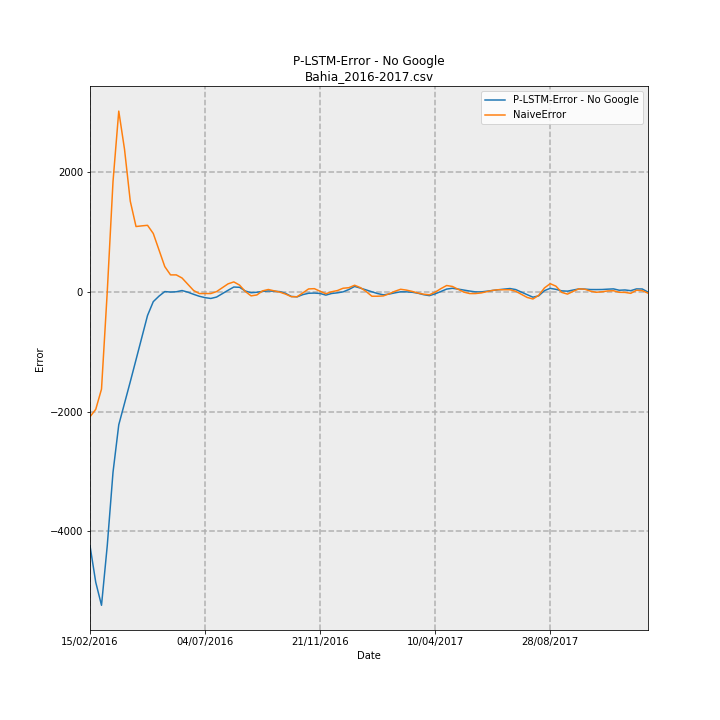 P-LSTM-Error - No Google
Bahia_2016-2017.csv
P-LSTM-Error - No Google
NaiveError
2000
0
−2000
−4000
Error
15/02/2016
04/07/2016
21/11/2016
10/04/2017
28/08/2017
Date